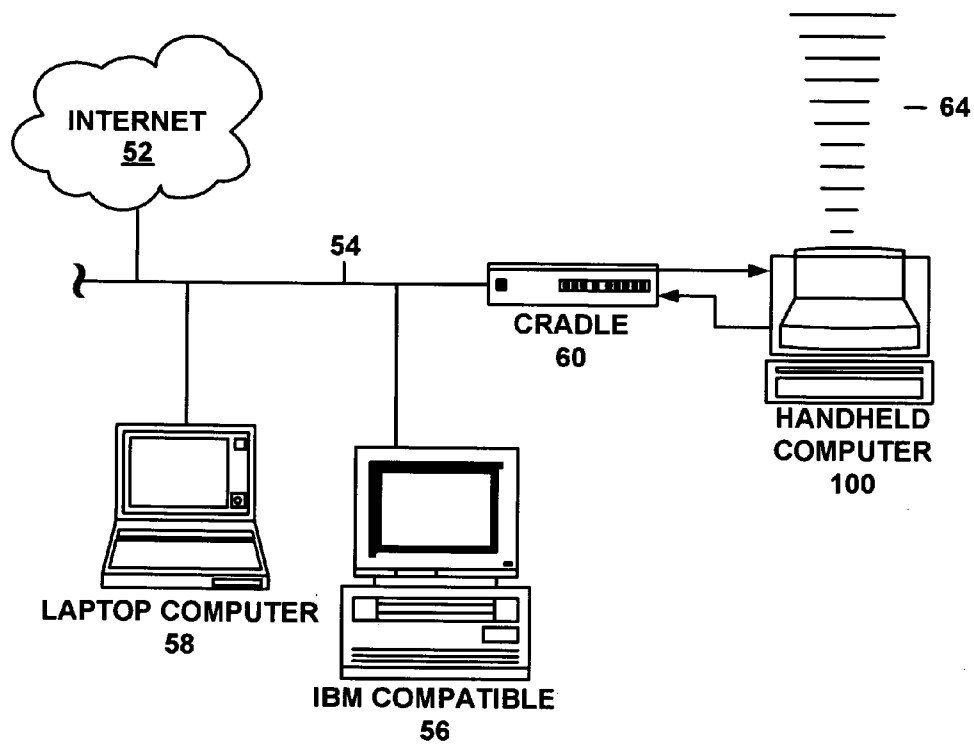 INTERNET
52
64
54
CRADLE
60
HANDHELD
COMPUTER
100
LAPTOP COMPUTER
58
IBM COMPATIBLE
56